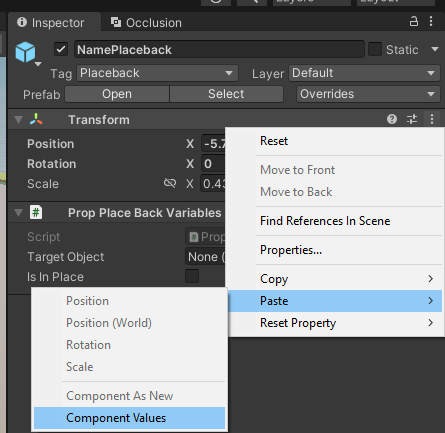 Layers
Layout
Inspector
Occlusion
NamePlaceback
Static
Tag Placeback Layer Default
Prefab Open Select Overrides
Transform
Position X -5.7
Rotation X 0
Scale X 0.43
Prop Place Back Variables
Script Prop
Target Object None (
Is In Place
Reset
Move to Front
Move to Back
Find References In Scene
Properties...
Copy
Paste
Reset Property
Position
Position (World)
Rotation
Scale
Component As New
Component Values